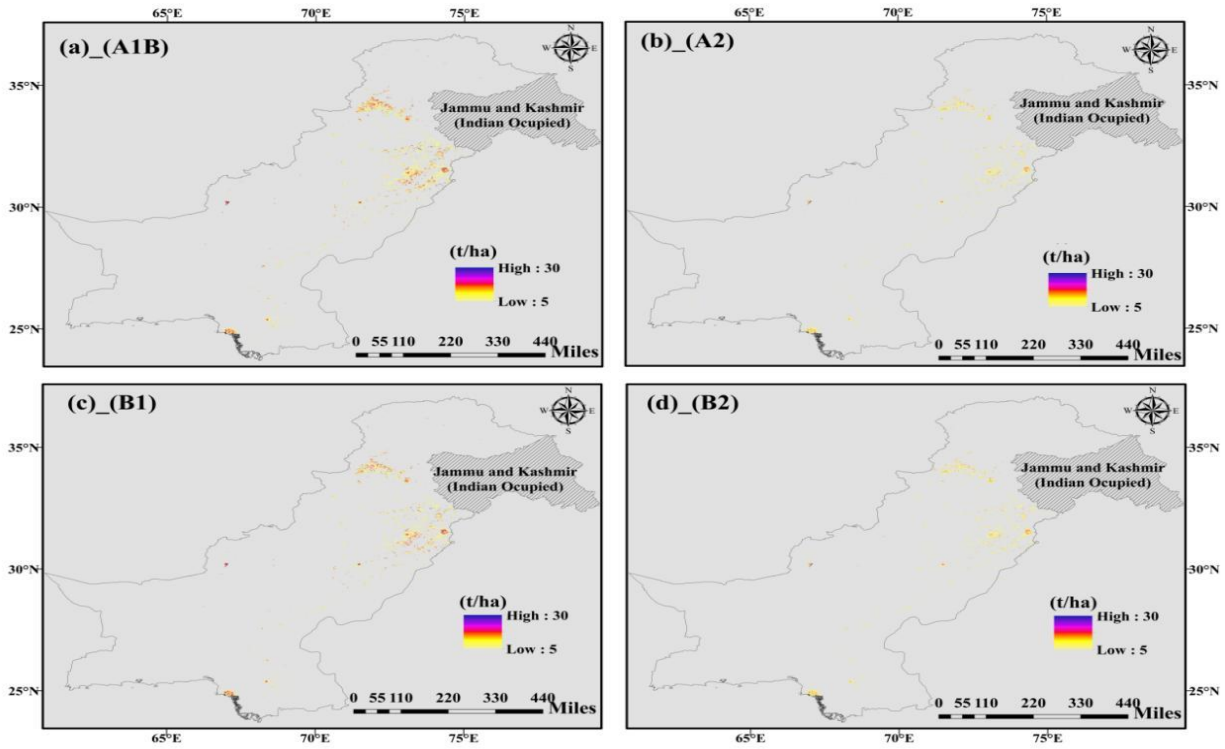 65°E 70°E 75°E 65°E 70°E 75°E
(a)_(A1B)
N
W E
S
35°N
Jammu and Kashmir
(Indian Ocupied)
30°N
(t/ha)
High : 30
Low : 5
25°N
0 55 110 220 330 440
Miles
(b)_(A2)
N
W E
S
35°N
Jammu and Kashmir
(Indian Ocupied)
30°N
(t/ha)
High : 30
Low : 5
25°N
0 55 110 220 330 440
Miles
(c)_(B1)
N
W E
S
35°N
Jammu and Kashmir
(Indian Ocupied)
30°N
(t/ha)
High : 30
Low : 5
25°N
0 55 110 220 330 440
Miles
(d)_(B2)
N
W E
S
35°N
Jammu and Kashmir
(Indian Ocupied)
30°N
(t/ha)
High : 30
Low : 5
25°N
0 55 110 220 330 440
Miles
65°E 70°E 75°E 65°E 70°E 75°E